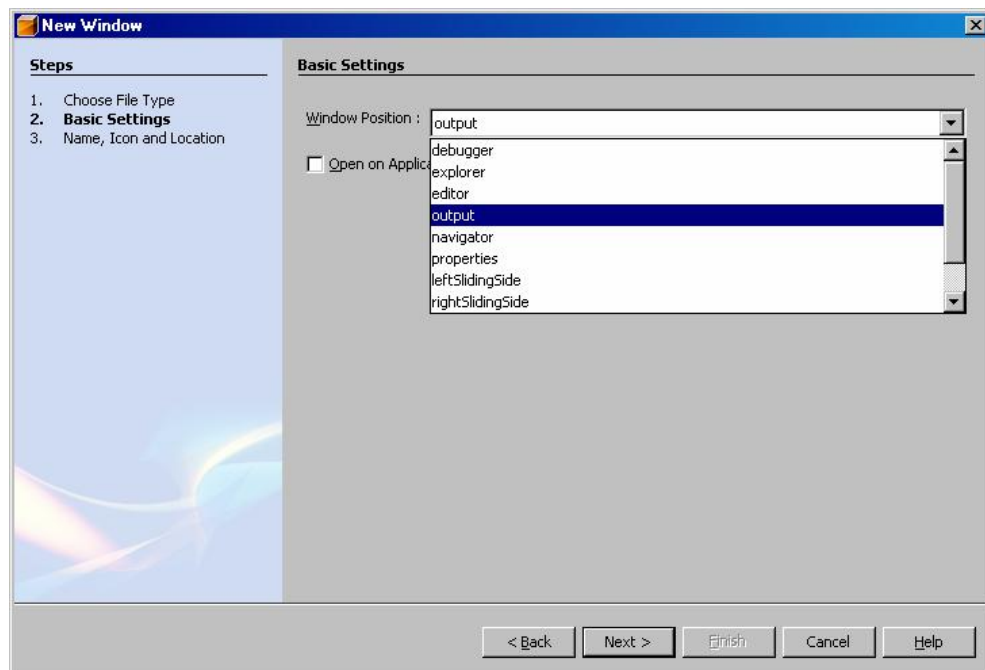 New Window
Steps
1. Choose File Type
2. Basic Settings
3. Name, Icon and Location
Basic Settings
Window Position : output
debugger
Open on Applica
explorer
editor
output
navigator
properties
leftSlidingSide
rightSlidingSide
< Back Next > Finish Cancel Help